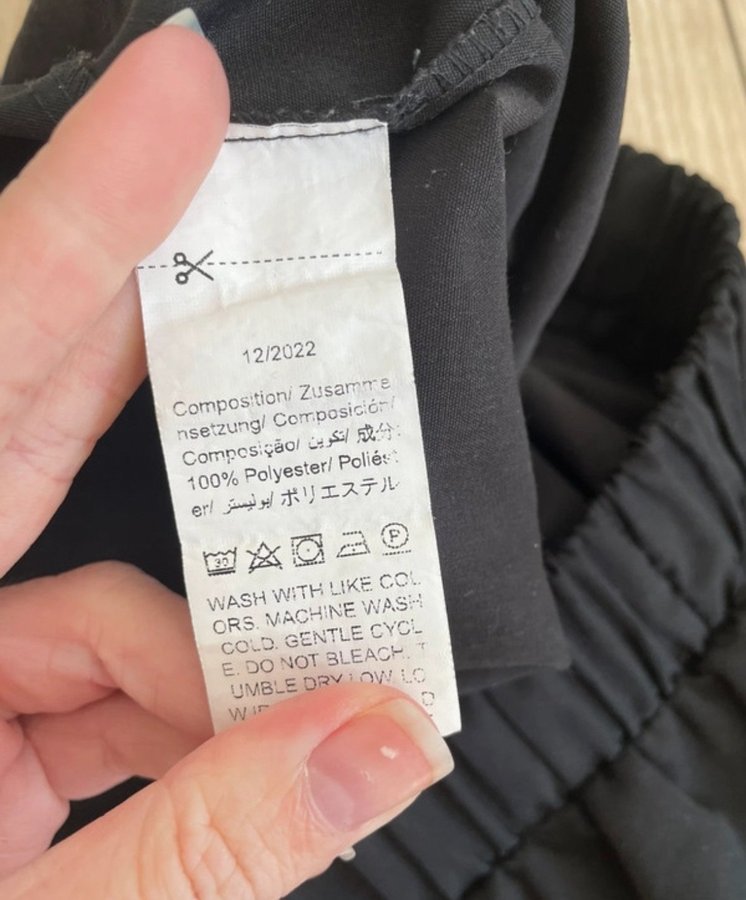 12/2022
Composition/ Zusamme
nsetzung/ Composición/
Composição/ تكوين/ 成分:
100% Polyester/ Poliést
er/ بوليستر/ ポリエステル
30
P
WASH WITH LIKE COL
ORS. MACHINE WASH
COLD. GENTLE CYCL
E. DO NOT BLEACH. T
UMBLE DRY LOW. LO